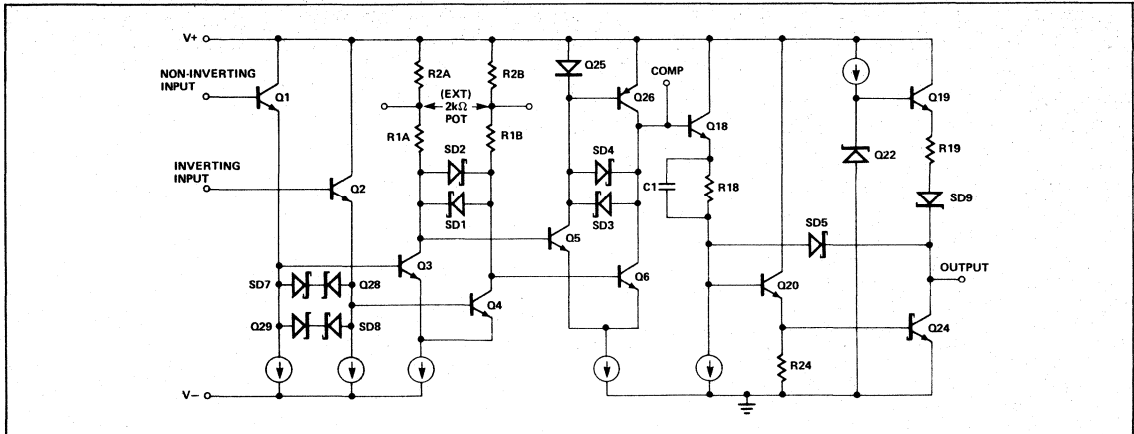 V+
NON-INVERTING
INPUT
Q1
INVERTING
INPUT
Q2
R2A
R2B
(EXT)
2kΩ
POT
R1A
R1B
SD2
SD1
Q3
Q4
SD7
Q28
Q29
SD8
V−
Q25
Q26
COMP
SD4
SD3
Q5
Q6
Q18
C1
R18
SD5
Q20
R24
Q22
Q19
R19
SD9
OUTPUT
Q24